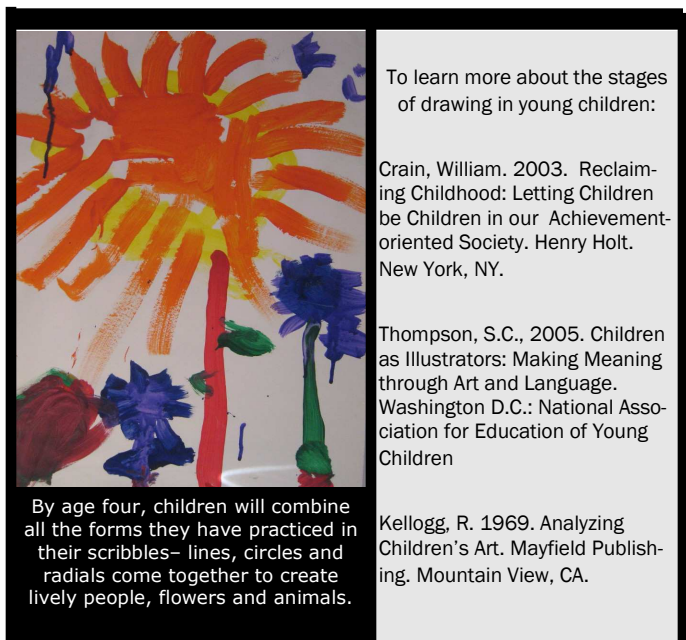 By age four, children will combine
all the forms they have practiced in
their scribbles– lines, circles and
radials come together to create
lively people, flowers and animals.
To learn more about the stages
of drawing in young children:
Crain, William. 2003. Reclaim-
ing Childhood: Letting Children
be Children in our Achievement-
oriented Society. Henry Holt.
New York, NY.
Thompson, S.C., 2005. Children
as Illustrators: Making Meaning
through Art and Language.
Washington D.C.: National Asso-
ciation for Education of Young
Children
Kellogg, R. 1969. Analyzing
Children’s Art. Mayfield Publish-
ing. Mountain View, CA.